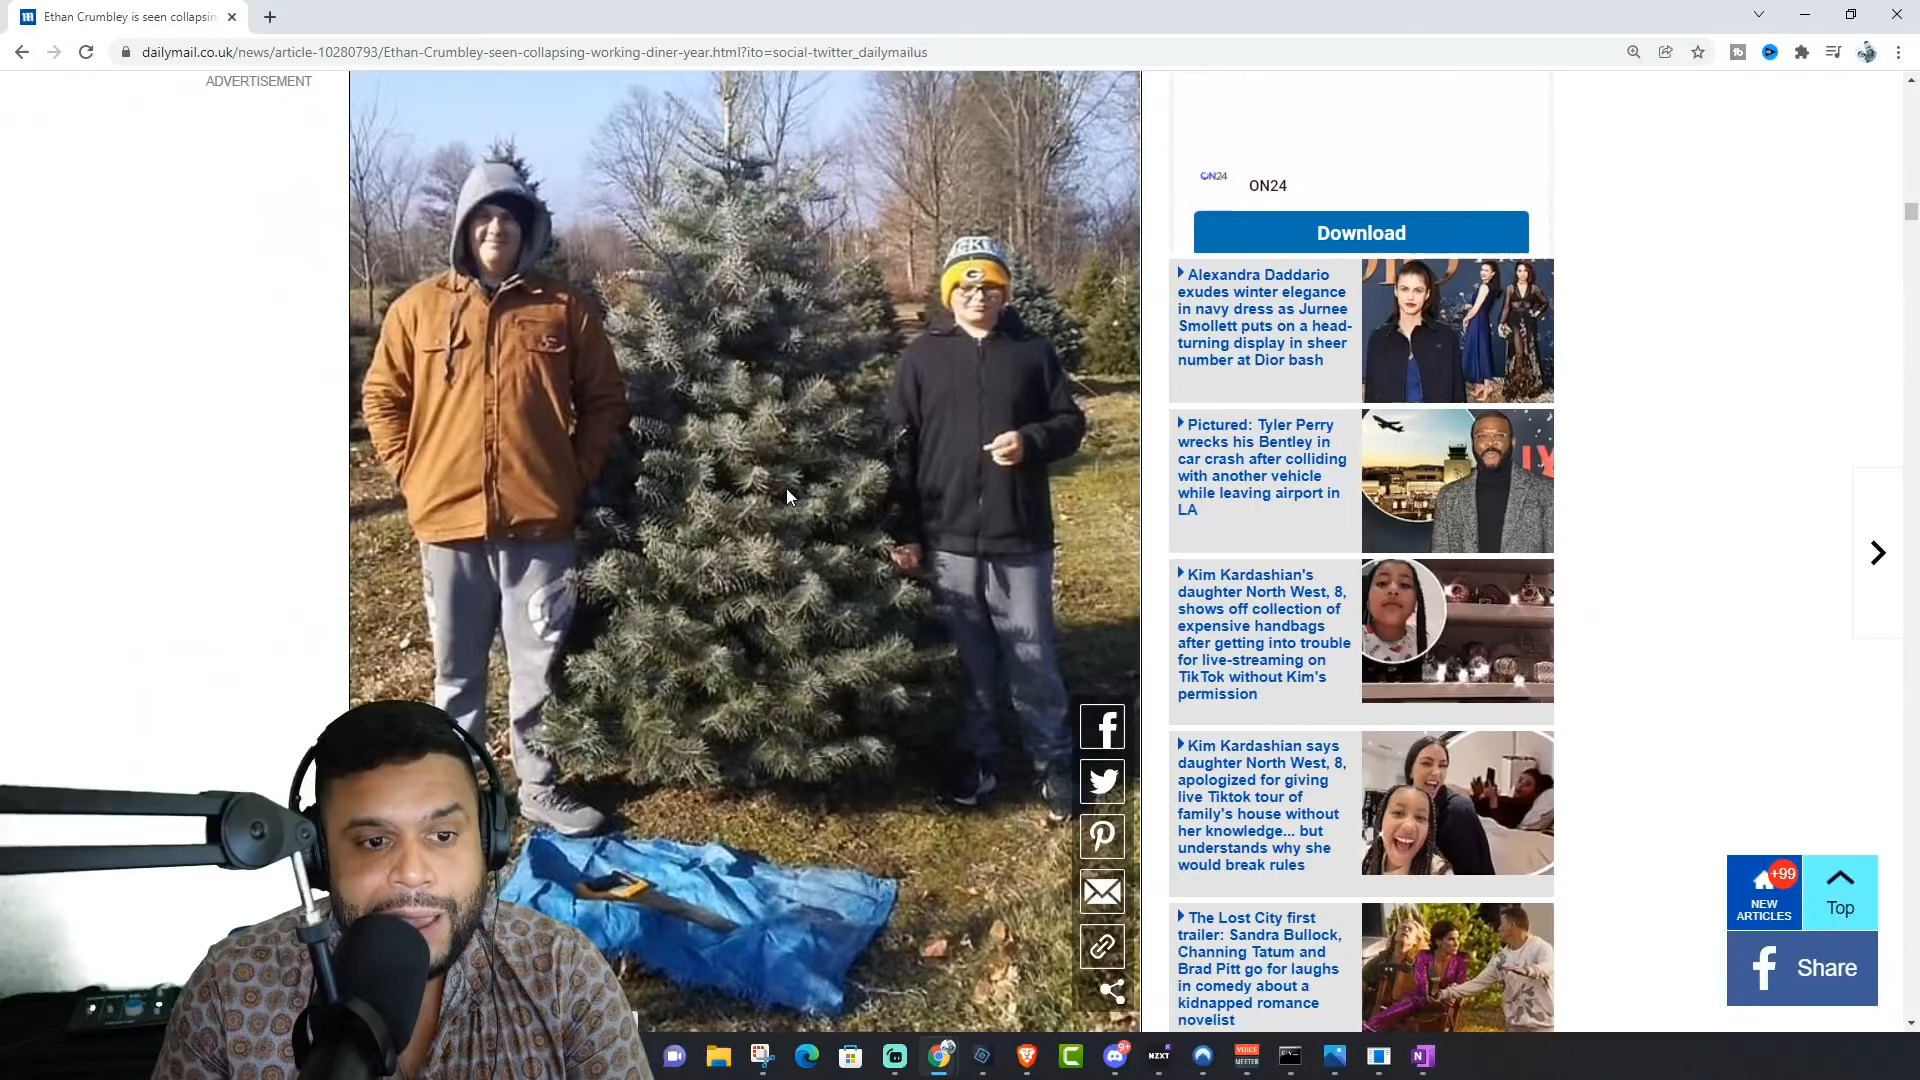 Ethan Crumbley is seen collapsin
dailymail.co.uk/news/article-10280793/Ethan-Crumbley-seen-collapsing-working-diner-year.html?ito=social-twitter_dailymailus
ADVERTISEMENT
G
ON24
ON24
Download
Alexandra Daddario
exudes winter elegance
in navy dress as Jurnee
Smollett puts on a head-
turning display in sheer
number at Dior bash
Pictured: Tyler Perry
wrecks his Bentley in
car crash after colliding
with another vehicle
while leaving airport in
LA
Kim Kardashian's
daughter North West, 8,
shows off collection of
expensive handbags
after getting into trouble
for live-streaming on
TikTok without Kim's
permission
Kim Kardashian says
daughter North West, 8,
apologized for giving
live Tiktok tour of
family's house without
her knowledge... but
understands why she
would break rules
The Lost City first
trailer: Sandra Bullock,
Channing Tatum and
Brad Pitt go for laughs
in comedy about a
kidnapped romance
novelist
+99
NEW
ARTICLES
Top
Share
9+
NZXT
VOICE
MEETER